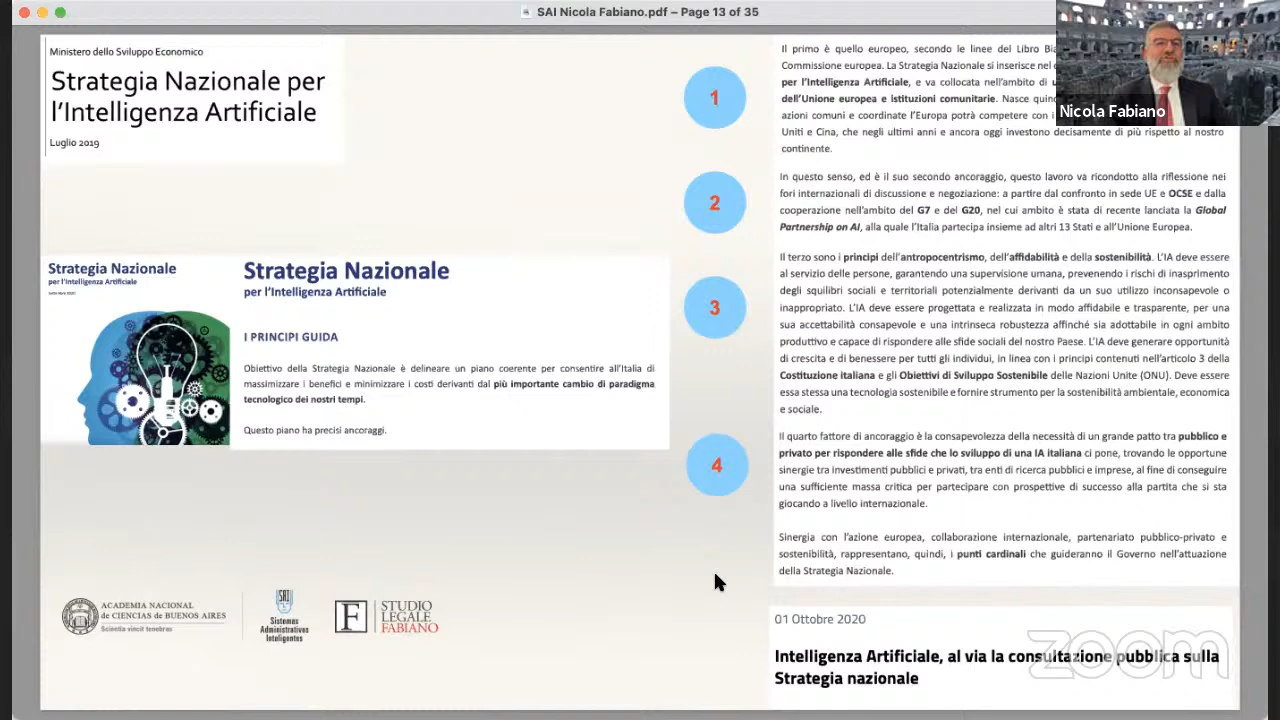 SAI Nicola Fabiano.pdf – Page 13 of 35
Ministero dello Sviluppo Economico
Strategia Nazionale per
l'Intelligenza Artificiale
Luglio 2019
Strategia Nazionale
per l'Intelligenza Artificiale
Strategia Nazionale
per l'Intelligenza Artificiale
I PRINCIPI GUIDA
Obiettivo della Strategia Nazionale è delineare un piano coerente per consentire all'Italia di
massimizzare i benefici e minimizzare i costi derivanti dal più importante cambio di paradigma
tecnologico dei nostri tempi.
Questo piano ha precisi ancoraggi.
1
2
3
4
Il primo è quello europeo, secondo le linee del Libro
Commissione europea. La Strategia Nazionale si inserisce nel
per l'Intelligenza Artificiale, e va collocata nell'ambito di
dell'Unione europea e istituzioni comunitarie. Nasce
azioni comuni e coordinate l'Europa potrà competere con i
Uniti e Cina, che negli ultimi anni e ancora oggi investono decisamente di più rispetto al nostro
continente.
In questo senso, ed è il suo secondo ancoraggio, questo lavoro va ricondotto alla riflessione nei
fori internazionali di discussione e negoziazione: a partire dal confronto in sede UE e OCSE e dalla
cooperazione nell'ambito del G7 e del G20, nel cui ambito è stata di recente lanciata la Global
Partnership on AI, alla quale l'Italia partecipa insieme ad altri 13 Stati e all'Unione Europea.
Il terzo sono i principi dell'antropocentrismo, dell'affidabilità e della sostenibilità. L'IA deve essere
al servizio delle persone, garantendo una supervisione umana, prevenendo i rischi di inasprimento
degli squilibri sociali e territoriali potenzialmente derivanti da un suo utilizzo inconsapevole o
inappropriato. L'IA deve essere progettata e realizzata in modo affidabile e trasparente, per una
sua accettabilità consapevole e una intrinseca robustezza affinché sia adottabile in ogni ambito
produttivo e capace di rispondere alle sfide sociali del nostro Paese. L'IA deve generare opportunità
di crescita e di benessere per tutti gli individui, in linea con i principi contenuti nell'articolo 3 della
Costituzione italiana e gli Obiettivi di Sviluppo Sostenibile delle Nazioni Unite (ONU). Deve essere
essa stessa una tecnologia sostenibile e fornire strumento per la sostenibilità ambientale, economica
e sociale.
Il quarto fattore di ancoraggio è la consapevolezza della necessità di un grande patto tra pubblico e
privato per rispondere alle sfide che lo sviluppo di una IA italiana ci pone, trovando le opportune
sinergie tra investimenti pubblici e privati, tra enti di ricerca pubblici e imprese, al fine di conseguire
una sufficiente massa critica per partecipare con prospettive di successo alla partita che si sta
giocando a livello internazionale.
Sinergia con l'azione europea, collaborazione internazionale, partenariato pubblico-privato e
sostenibilità, rappresentano, quindi, i punti cardinali che guideranno il Governo nell'attuazione
della Strategia Nazionale.
01 Ottobre 2020
Intelligenza Artificiale, al via la consultazione pubblica sulla
Strategia nazionale
Nicola Fabiano
ACADEMIA NACIONAL
de CIENCIAS de BUENOS AIRES
Scientia vincit tenebras
SAI
Sistemas
Administrativos
Inteligentes
F
STUDIO
LEGALE
FABIANO
zoom